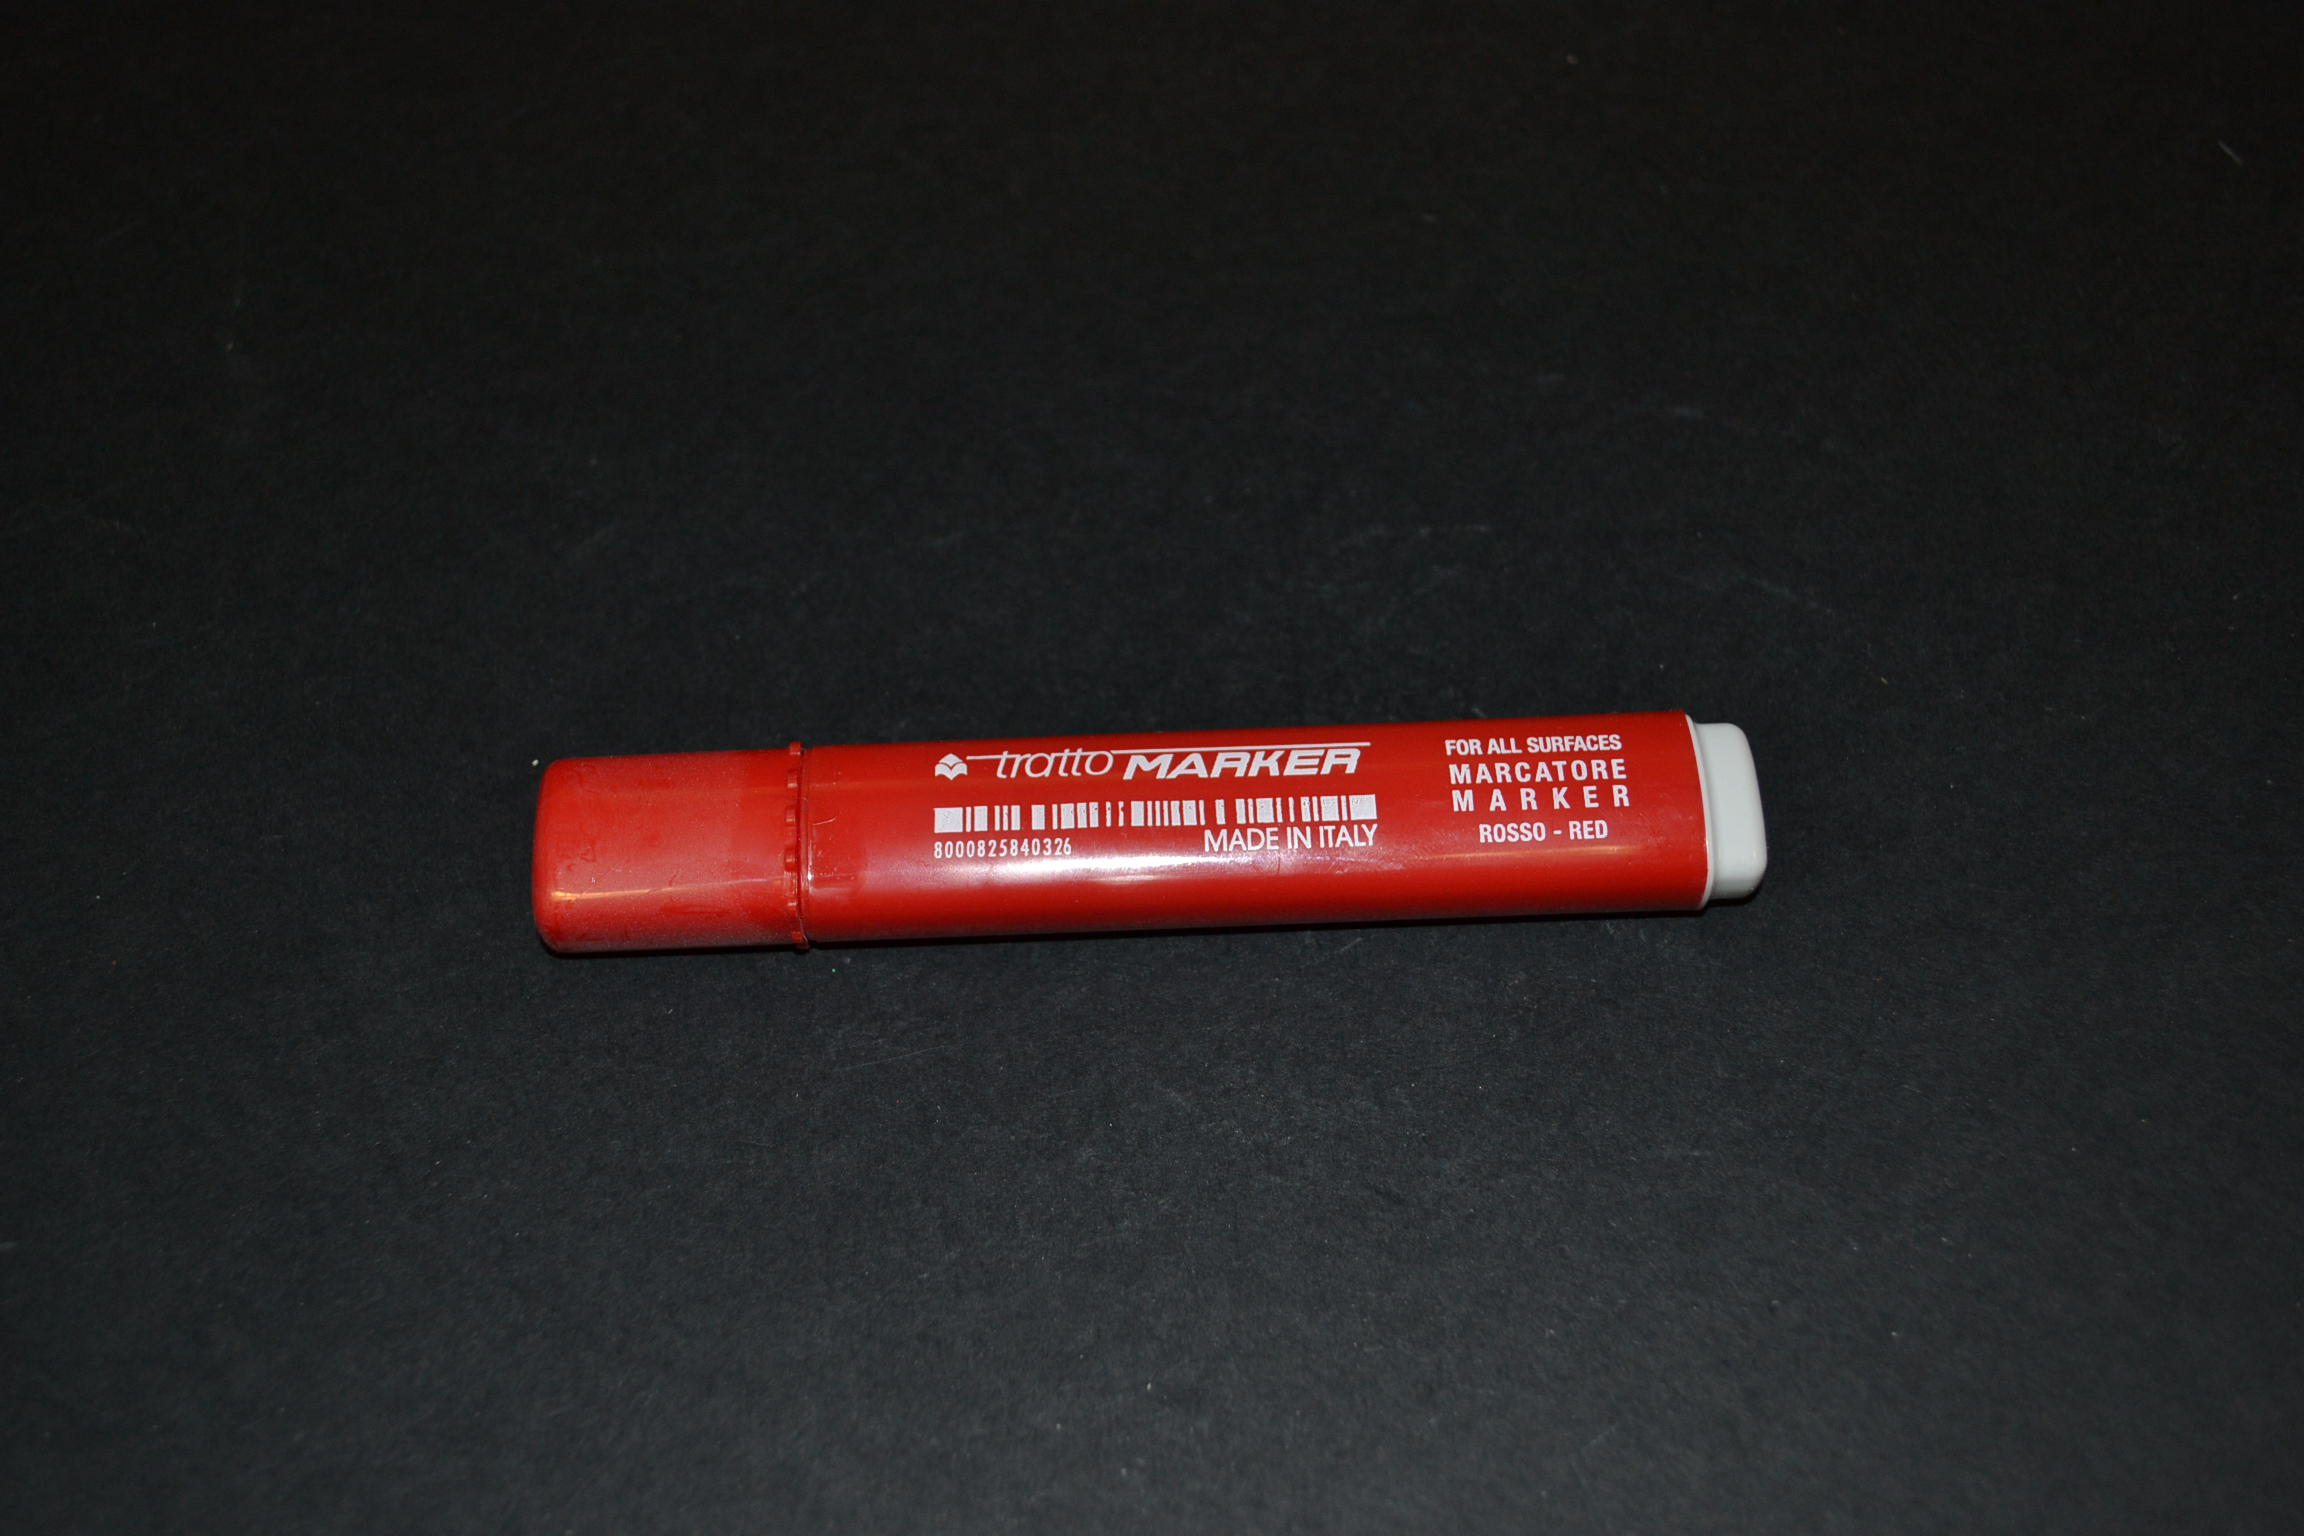 tratto MARKER
8000825840326
MADE IN ITALY
FOR ALL SURFACES
MARCATORE
MARKER
ROSSO - RED